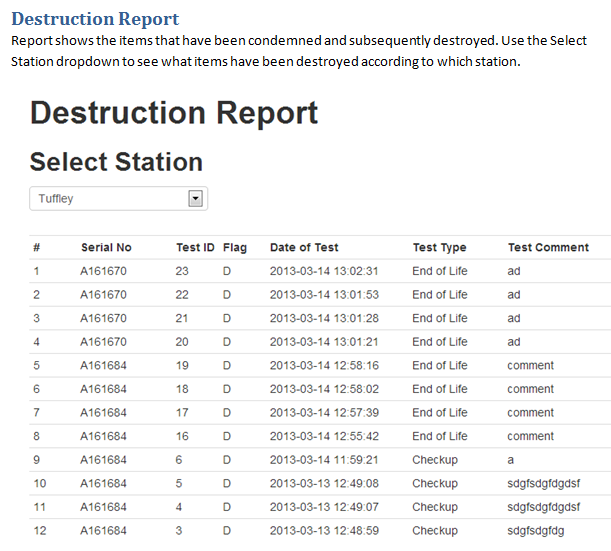 Destruction Report
Report shows the items that have been condemned and subsequently destroyed. Use the Select
Station dropdown to see what items have been destroyed according to which station.
Destruction Report
Select Station
Tuffley
# Serial No Test ID Flag Date of Test Test Type Test Comment
1 A161670 23 D 2013-03-14 13:02:31 End of Life ad
2 A161670 22 D 2013-03-14 13:01:53 End of Life ad
3 A161670 21 D 2013-03-14 13:01:28 End of Life ad
4 A161670 20 D 2013-03-14 13:01:21 End of Life ad
5 A161684 19 D 2013-03-14 12:58:16 End of Life comment
6 A161684 18 D 2013-03-14 12:58:02 End of Life comment
7 A161684 17 D 2013-03-14 12:57:39 End of Life comment
8 A161684 16 D 2013-03-14 12:55:42 End of Life comment
9 A161684 6 D 2013-03-14 11:59:21 Checkup a
10 A161684 5 D 2013-03-13 12:49:08 Checkup sdgfsdgfdgdsf
11 A161684 4 D 2013-03-13 12:49:07 Checkup sdgfsdgfdgdsf
12 A161684 3 D 2013-03-13 12:48:59 Checkup sdgfsdgfdg